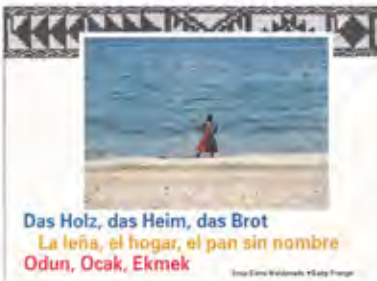 Das Holz, das Heim, das Brot
La leña, el hogar, el pan sin nombre
Odun, Ocak, Ekmek